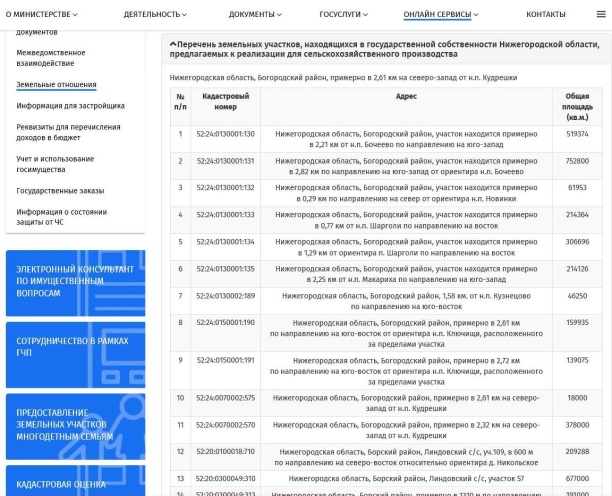 О МИНИСТЕРСТВЕ ДЕЯТЕЛЬНОСТЬ ДОКУМЕНТЫ ГОСУСЛУГИ ОНЛАЙН СЕРВИСЫ КОНТАКТЫ
документов
Межведомственное
взаимодействие
Земельные отношения
Информация для застройщика
Реквизиты для перечисления
доходов в бюджет
Учет и использование
госимущества
Государственные заказы
Информация о состоянии
защиты от ЧС
ЭЛЕКТРОННЫЙ КОНСУЛЬТАНТ
ПО ИМУЩЕСТВЕННЫМ
ВОПРОСАМ
СОТРУДНИЧЕСТВО В РАМКАХ
ГЧП
ПРЕДОСТАВЛЕНИЕ
ЗЕМЕЛЬНЫХ УЧАСТКОВ
МНОГОДЕТНЫМ СЕМЬЯМ
КАДАСТРОВАЯ ОЦЕНКА
Перечень земельных участков, находящихся в государственной собственности Нижегородской области,
предлагаемых к реализации для сельскохозяйственного производства
Нижегородская область, Богородский район, примерно в 2,61 км на северо-запад от н.п. Кудрешки
№ п/п Кадастровый номер Адрес Общая площадь (кв.м.)
1 52:24:0130001:130 Нижегородская область, Богородский район, участок находится примерно 519374
в 2,21 км от н.п. Бочеево по направлению на юго-запад
2 52:24:0130001:131 Нижегородская область, Богородский район, участок находится примерно 752800
в 2,82 км по направлению на юго-запад от ориентира н.п. Бочеево
3 52:24:0130001:132 Нижегородская область, Богородский район, участок находится примерно 61953
в 0,29 км по направлению на север от ориентира н.п. Новинки
4 52:24:0130001:133 Нижегородская область, Богородский район, участок находится примерно 214364
в 0,77 км от н.п. Шарголи по направлению на восток
5 52:24:0130001:134 Нижегородская область, Богородский район, участок находится примерно 306696
в 1,29 км от ориентира п. Шарголи по направлению на восток
6 52:24:0130001:135 Нижегородская область, Богородский район, участок находится примерно 214126
в 2,25 км от н.п. Макариха по направлению на юго-запад
7 52:24:0130002:189 Нижегородская область, Богородский район, 1,58 км. от н.п. Кузнецово 46250
по направлению на юго-восток
8 52:24:0150001:190 Нижегородская область, Богородский район, примерно в 2,61 км 159935
по направлению на юго-восток от ориентира н.п. Ключищи, расположенного
за пределами участка
9 52:24:0150001:191 Нижегородская область, Богородский район, примерно в 2,72 км 139075
по направлению на юго-восток от ориентира н.п. Ключищи, расположенного
за пределами участка
10 52:24:0070002:575 Нижегородская область, Богородский район, примерно в 2,61 км на северо- 18000
запад от н.п. Кудрешки
11 52:24:0070002:570 Нижегородская область, Богородский район, примерно в 2,32 км на северо- 378000
запад от н.п. Кудрешки
12 52:20:0100018:710 Нижегородская область, Борский район, Линдовский с/с, уч.109, в 600 м 209288
по направлению на северо-восток относительно ориентира д. Никольское
13 52:20:0300049:310 Нижегородская область, Борский район, Линдовский с/с, участок 57 677000
14 52:20:0300049:313 Нижегородская область, Борский район, примерно в 1310 м по направлению 191000